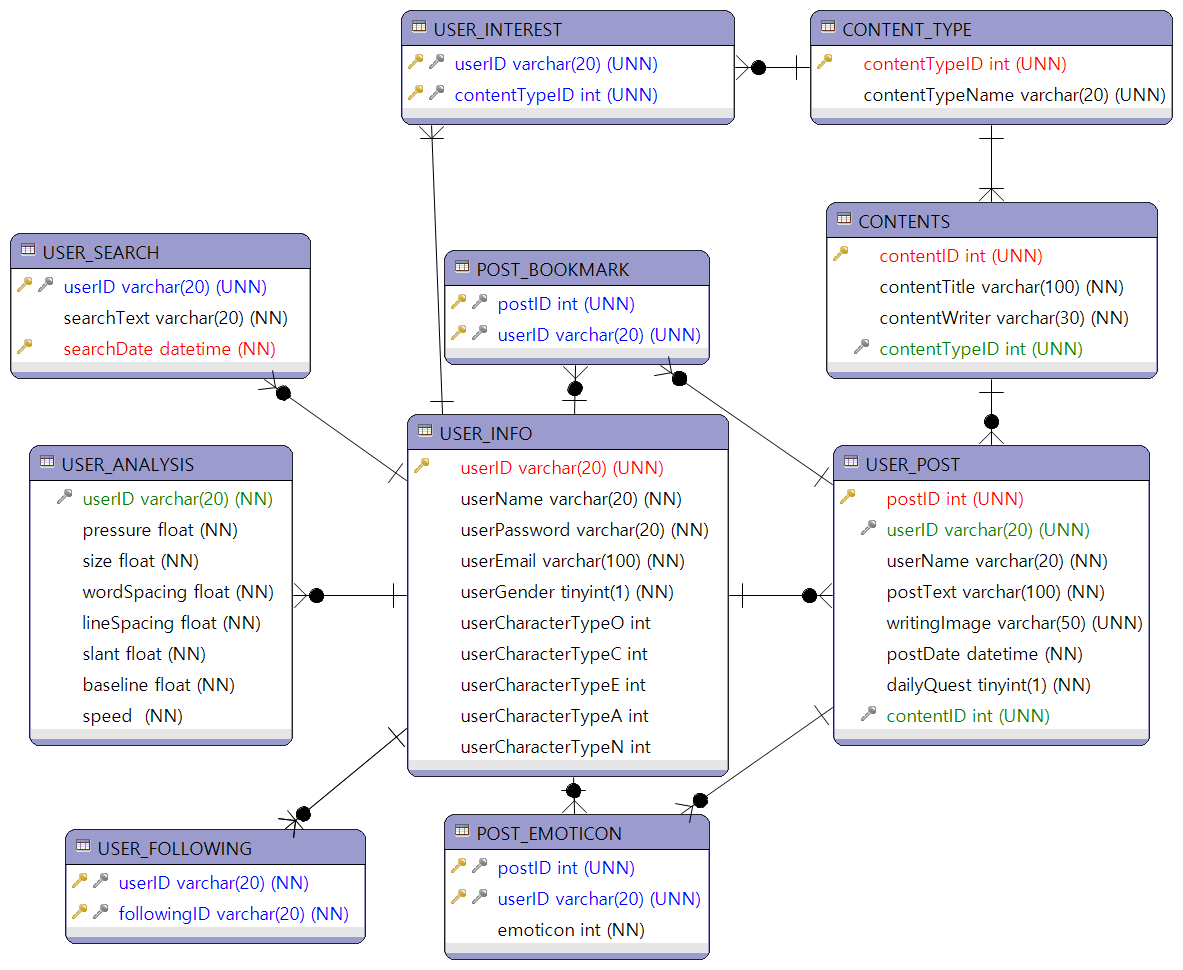 USER_INTEREST
userID varchar(20) (UNN)
contentTypeID int (UNN)
CONTENT_TYPE
contentTypeID int (UNN)
contentTypeName varchar(20) (UNN)
CONTENTS
contentID int (UNN)
contentTitle varchar(100) (NN)
contentWriter varchar(30) (NN)
contentTypeID int (UNN)
USER_SEARCH
userID varchar(20) (UNN)
searchText varchar(20) (NN)
searchDate datetime (NN)
POST_BOOKMARK
postID int (UNN)
userID varchar(20) (UNN)
USER_INFO
userID varchar(20) (UNN)
userName varchar(20) (NN)
userPassword varchar(20) (NN)
userEmail varchar(100) (NN)
userGender tinyint(1) (NN)
userCharacterTypeO int
userCharacterTypeC int
userCharacterTypeE int
userCharacterTypeA int
userCharacterTypeN int
USER_ANALYSIS
userID varchar(20) (NN)
pressure float (NN)
size float (NN)
wordSpacing float (NN)
lineSpacing float (NN)
slant float (NN)
baseline float (NN)
speed (NN)
USER_POST
postID int (UNN)
userID varchar(20) (UNN)
userName varchar(20) (NN)
postText varchar(100) (NN)
writingImage varchar(50) (UNN)
postDate datetime (NN)
dailyQuest tinyint(1) (NN)
contentID int (UNN)
USER_FOLLOWING
userID varchar(20) (NN)
followingID varchar(20) (NN)
POST_EMOTICON
postID int (UNN)
userID varchar(20) (UNN)
emoticon int (NN)